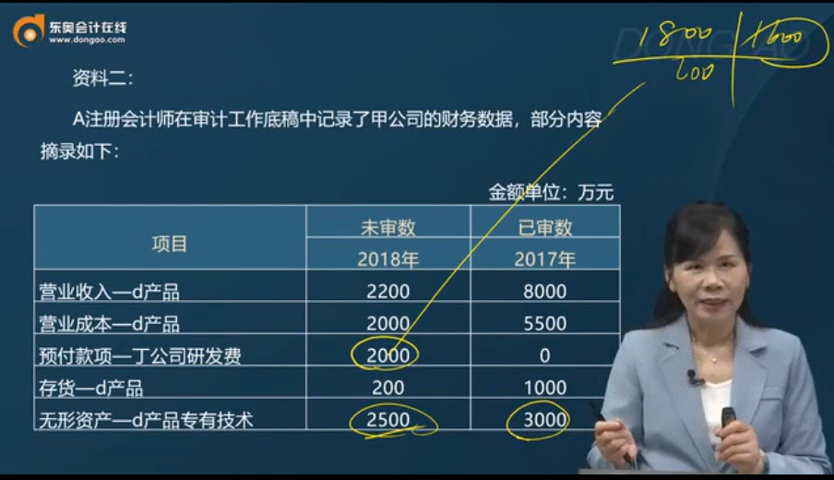 东奥会计在线
www.dongao.com
1800 1600
200
资料二：
A注册会计师在审计工作底稿中记录了甲公司的财务数据，部分内容
摘录如下：
金额单位：万元
项目 未审数 已审数
2018年 2017年
营业收入—d产品 2200 8000
营业成本—d产品 2000 5500
预付款项—丁公司研发费 2000 0
存货—d产品 200 1000
无形资产—d产品专有技术 2500 3000